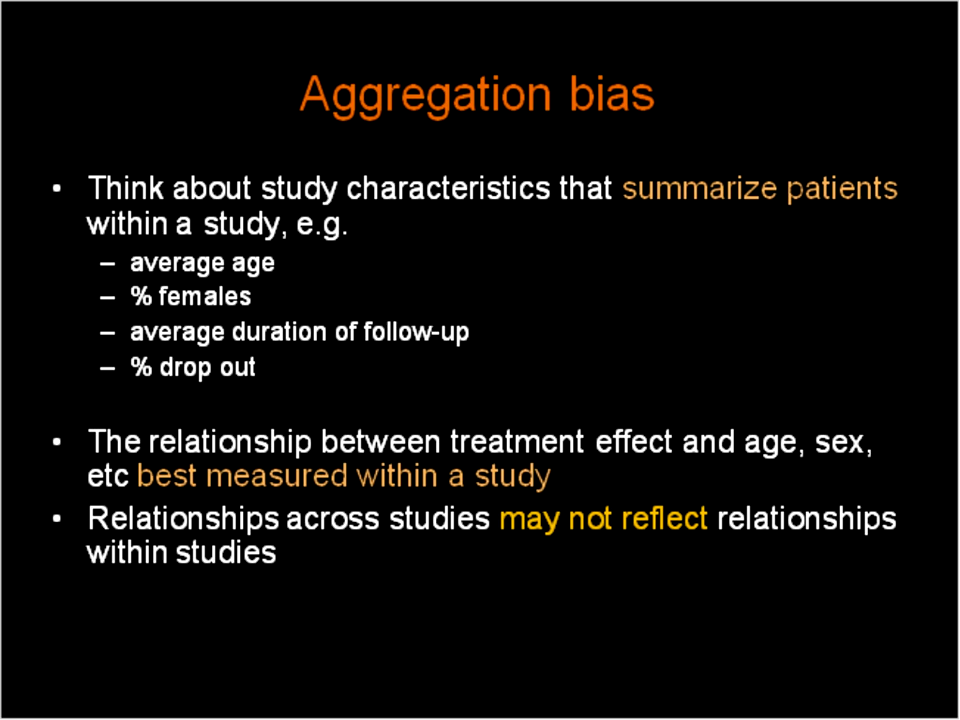 Aggregation bias
• Think about study characteristics that summarize patients
within a study, e.g.
– average age
– % females
– average duration of follow-up
– % drop out
• The relationship between treatment effect and age, sex,
etc best measured within a study
• Relationships across studies may not reflect relationships
within studies